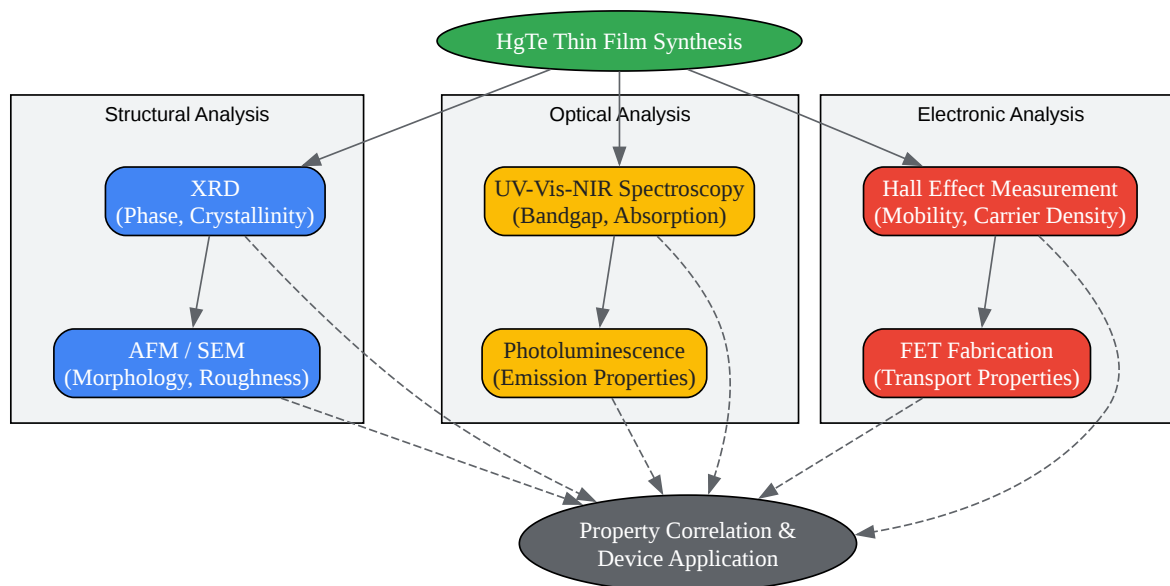 HgTe Thin Film Synthesis
Structural Analysis
Optical Analysis
Electronic Analysis
XRD
(Phase, Crystallinity)
UV-Vis-NIR Spectroscopy
(Bandgap, Absorption)
Hall Effect Measurement
(Mobility, Carrier Density)
AFM / SEM
(Morphology, Roughness)
Photoluminescence
(Emission Properties)
FET Fabrication
(Transport Properties)
Property Correlation &
Device Application